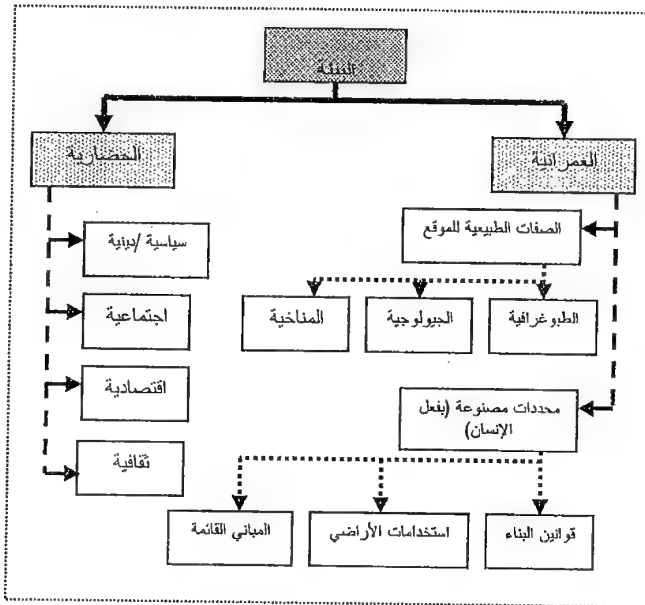 البيئة
العمرانية
الحضارية
الصفات الطبيعية للموقع
الطبوغرافية
الجيولوجية
المناخية
محددات مصنوعة (بفعل
الإنسان)
قوانين البناء
استخدامات الأراضي
المباني القائمة
سياسية /دينية
اجتماعية
اقتصادية
ثقافية